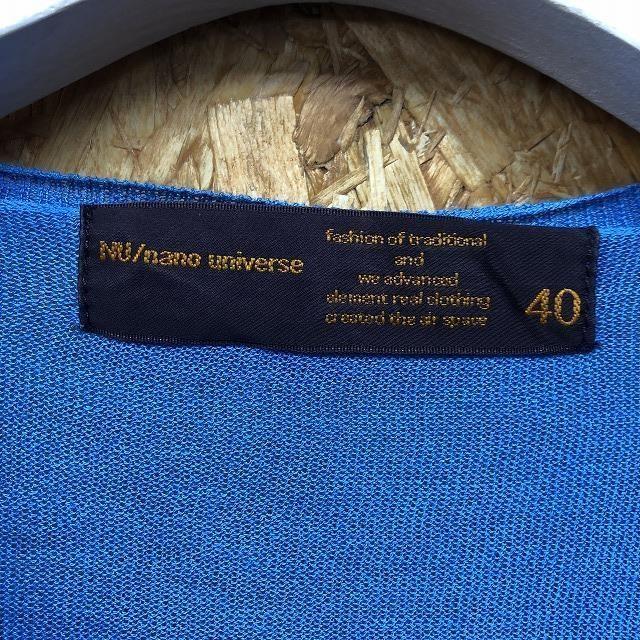 NU/nano universe
fashion of traditional
and
we advanced
element real clothing
created the air space
40